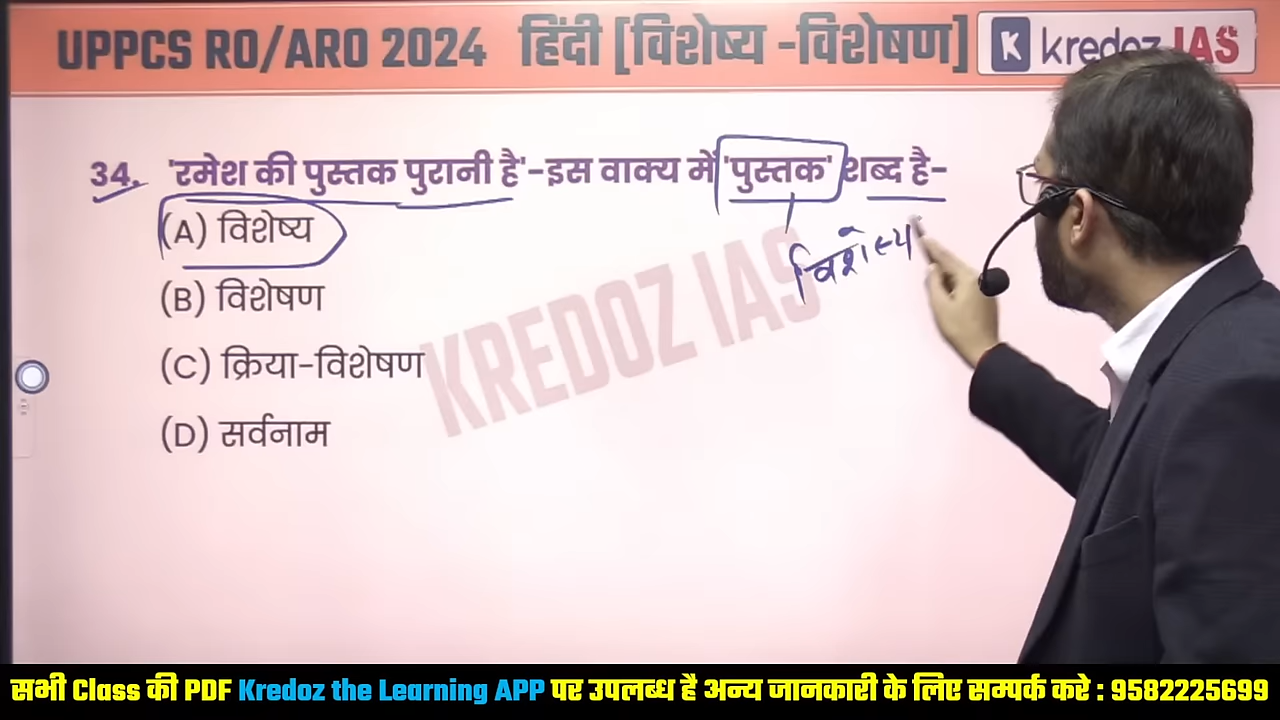 UPPCS RO/ARO 2024 हिंदी [विशेष्य -विशेषण] K kredoz IAS
34. 'रमेश की पुस्तक पुरानी है'-इस वाक्य में 'पुस्तक' शब्द है-
(A) विशेष्य
विशेष्य
(B) विशेषण
(C) क्रिया-विशेषण
(D) सर्वनाम
KREDOZ IAS
सभी Class की PDF Kredoz the Learning APP पर उपलब्ध है अन्य जानकारी के लिए सम्पर्क करे : 9582225699